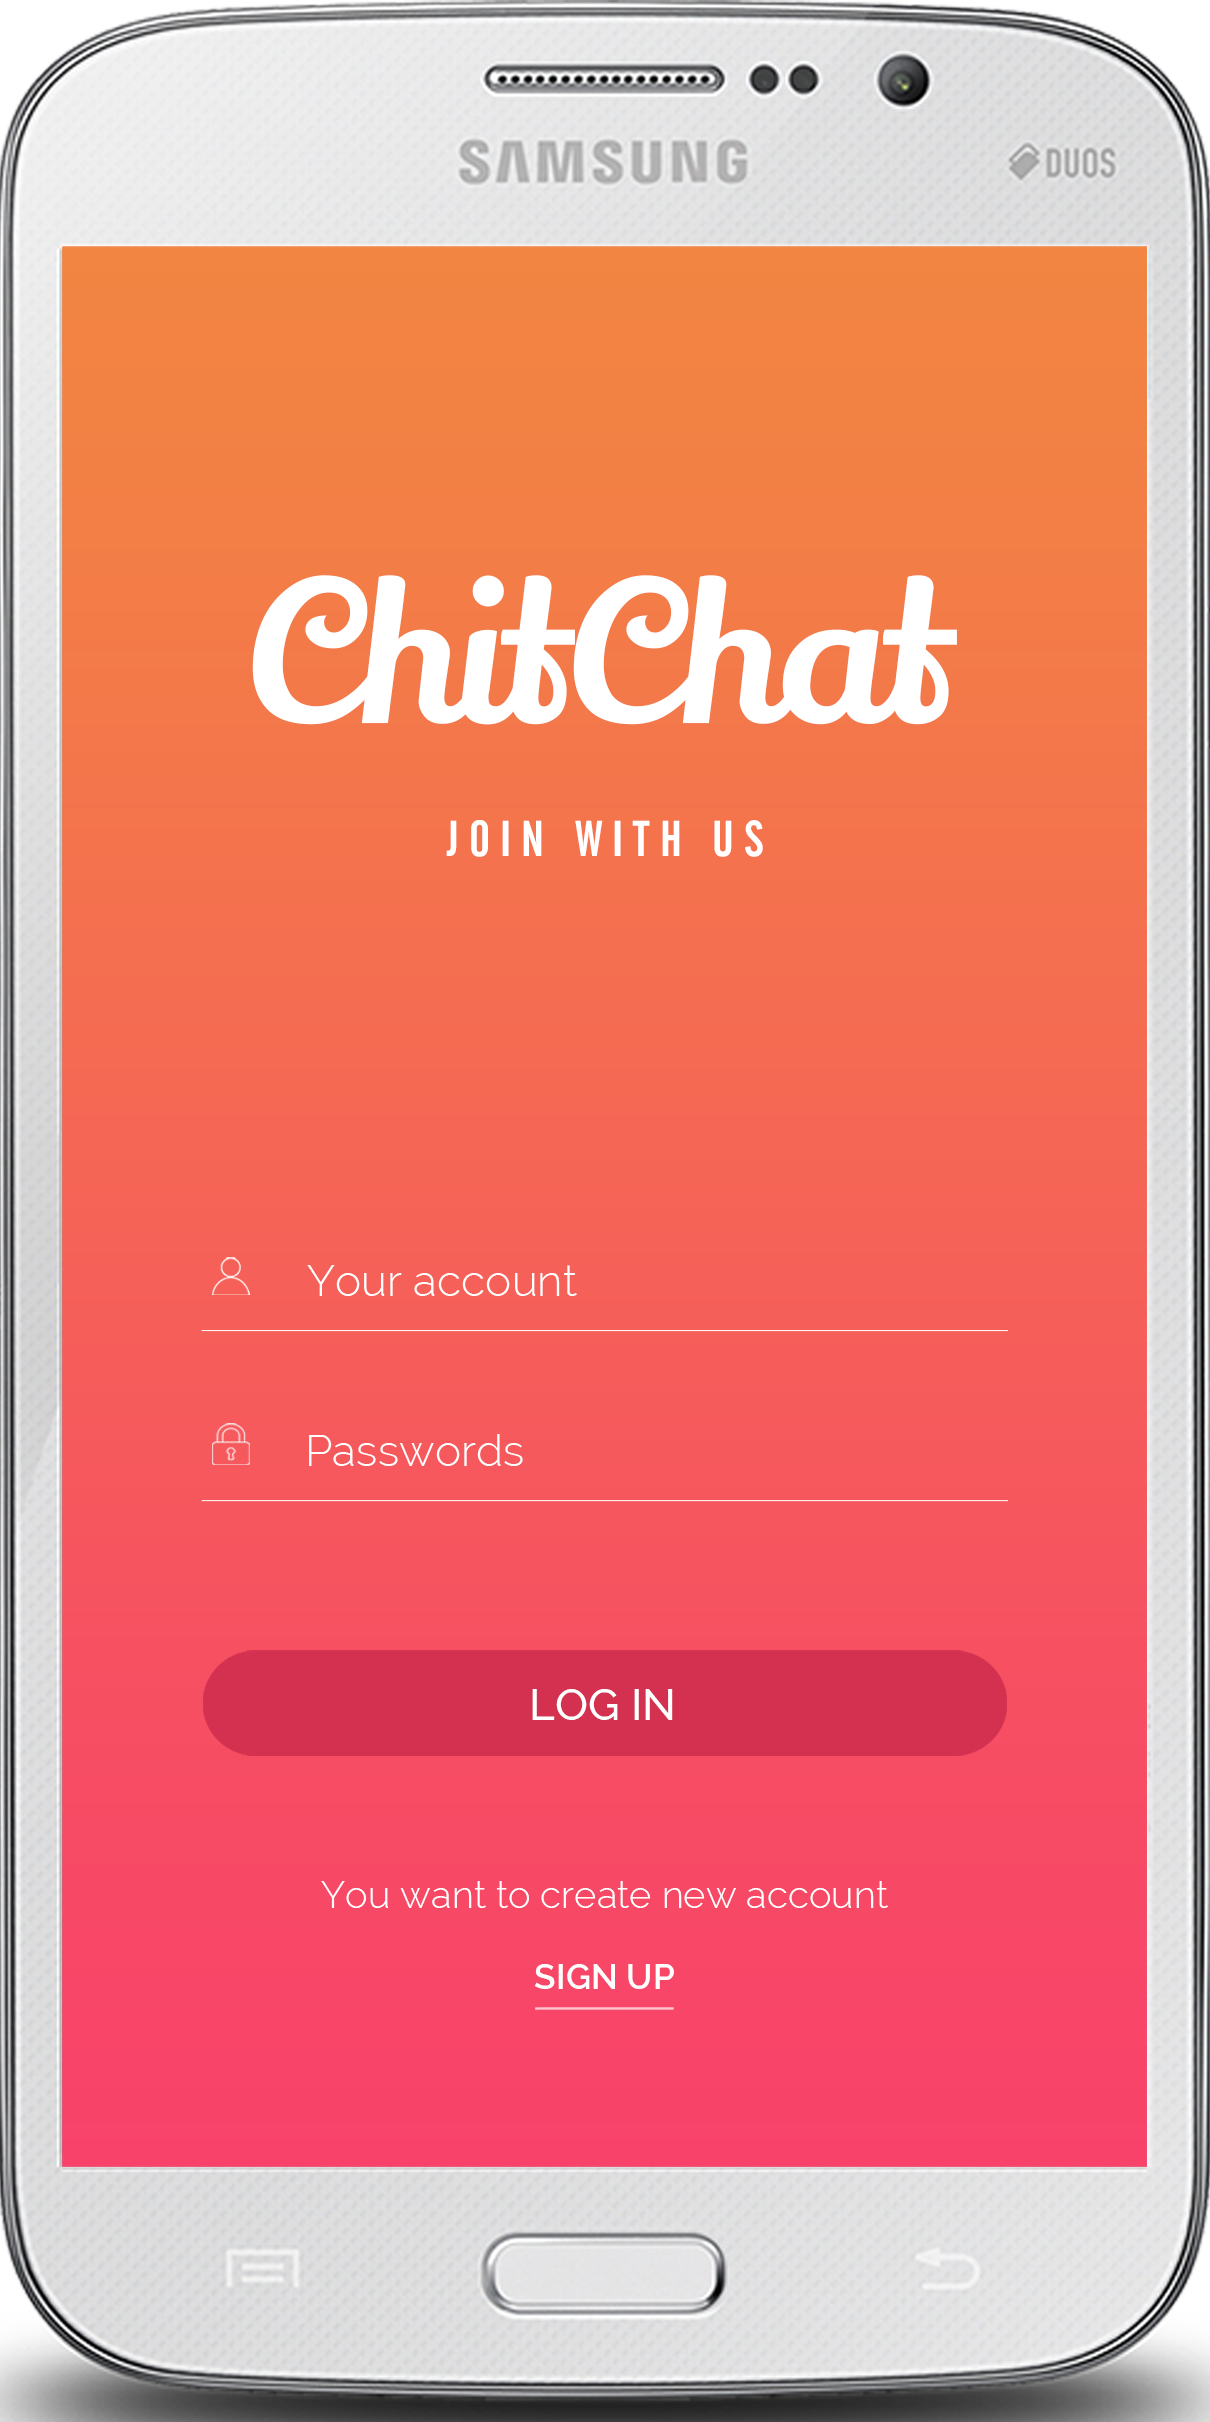 SAMSUNG
DUOS
ChitChat
JOIN WITH US
Your account
Passwords
LOG IN
You want to create new account
SIGN UP